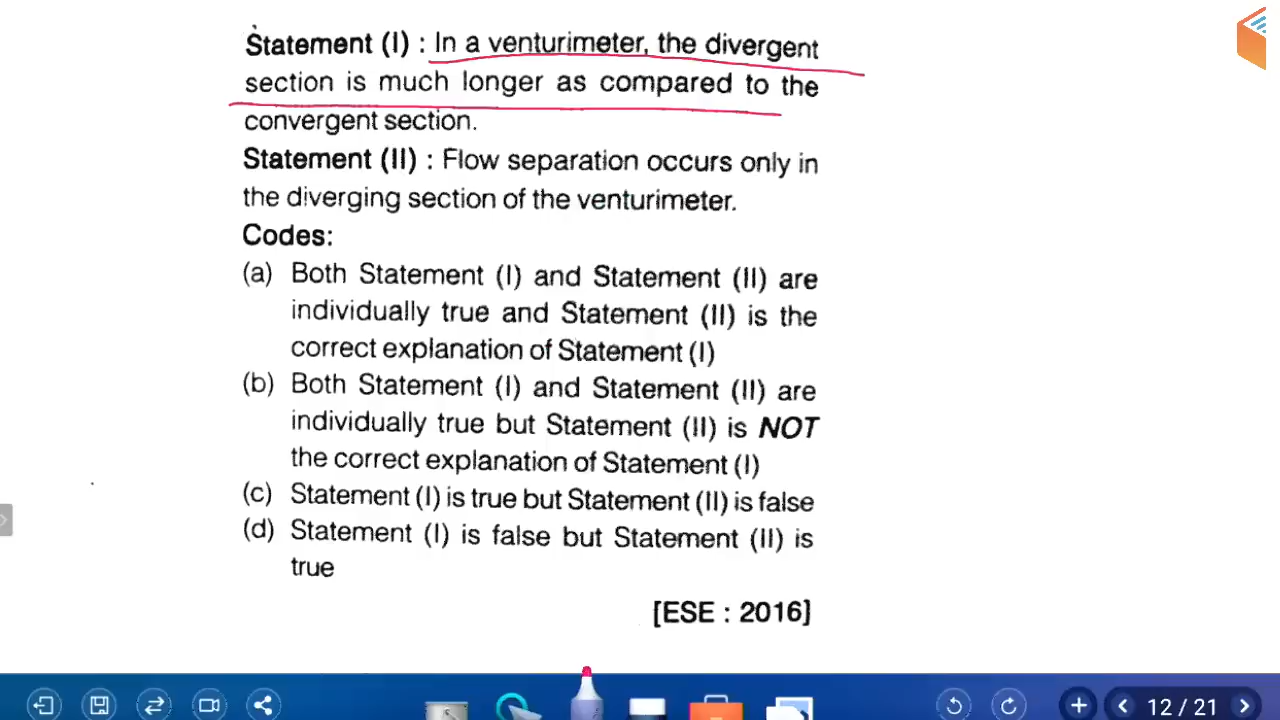 Statement (I) : In a venturimeter, the divergent
section is much longer as compared to the
convergent section.
Statement (II) : Flow separation occurs only in
the diverging section of the venturimeter.
Codes:
(a) Both Statement (I) and Statement (II) are
individually true and Statement (II) is the
correct explanation of Statement (I)
(b) Both Statement (I) and Statement (II) are
individually true but Statement (II) is NOT
the correct explanation of Statement (I)
(c) Statement (I) is true but Statement (II) is false
(d) Statement (I) is false but Statement (II) is
true
[ESE : 2016]
12 / 21